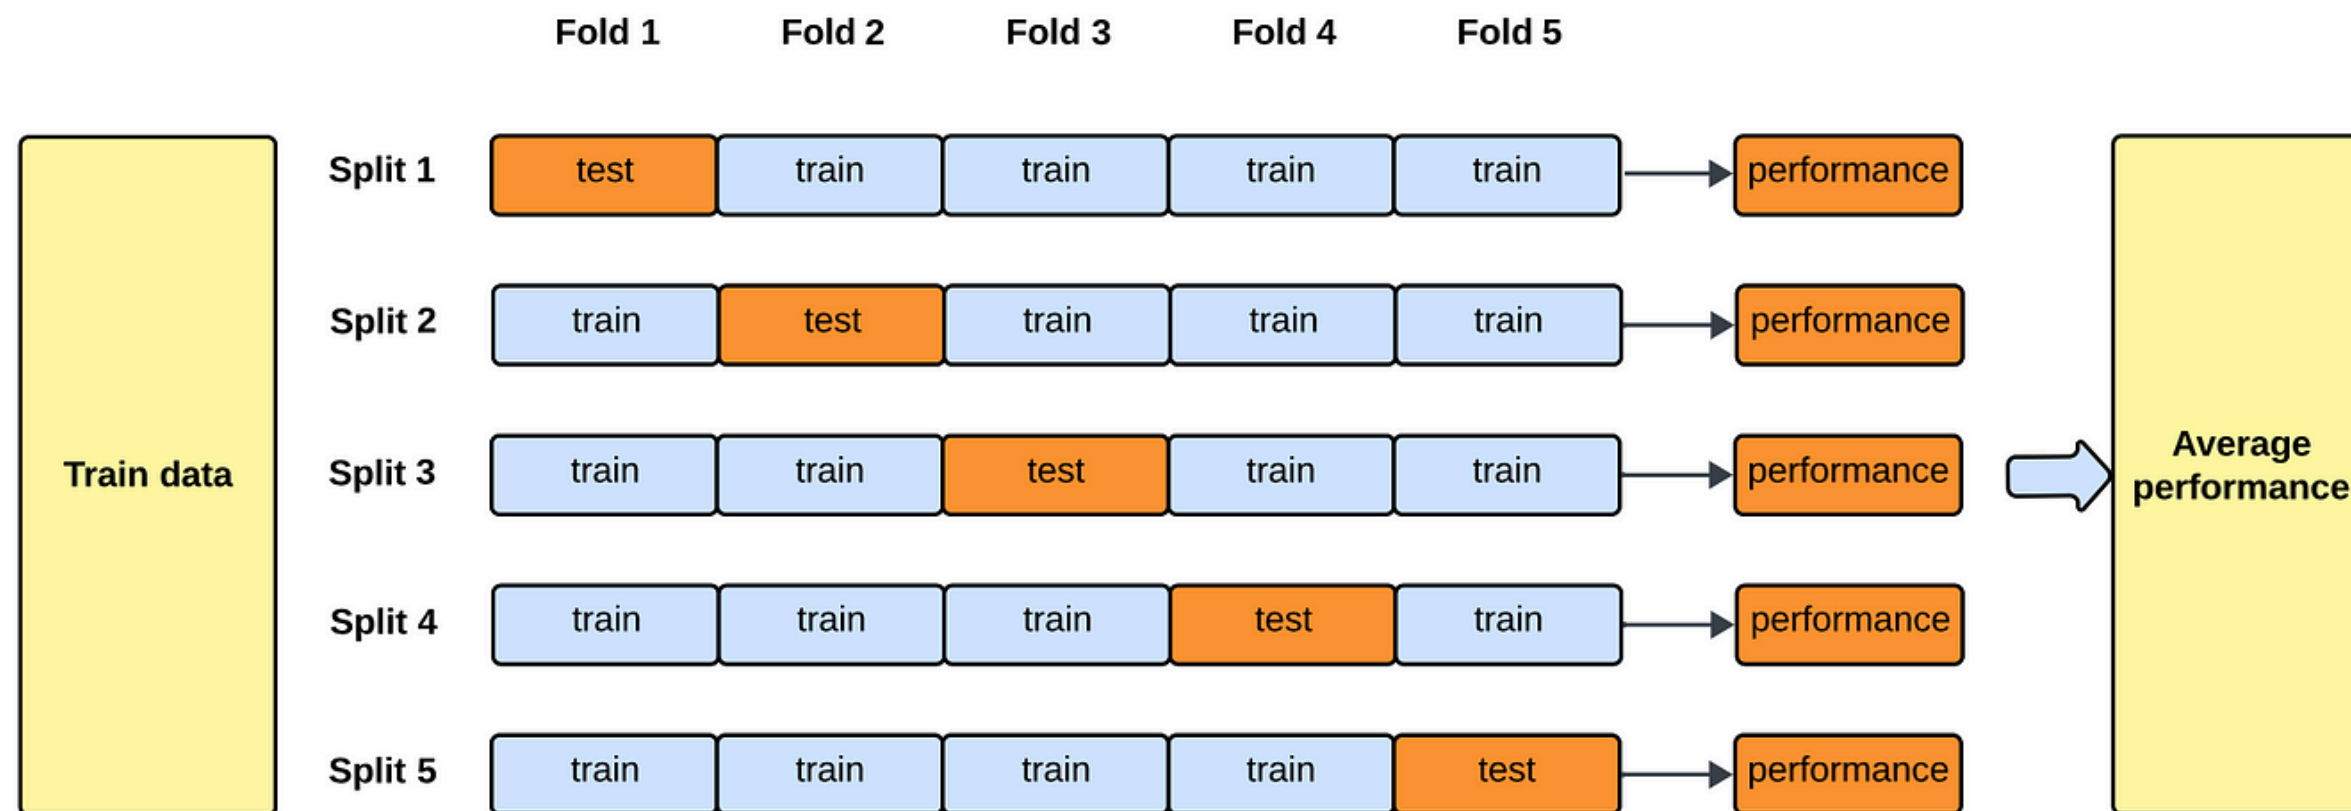 Fold 1 Fold 2 Fold 3 Fold 4 Fold 5
Split 1 test train train train train performance
Split 2 train test train train train performance
Train data
Split 3 train train test train train performance
Average
performance
Split 4 train train train test train performance
Split 5 train train train train test performance